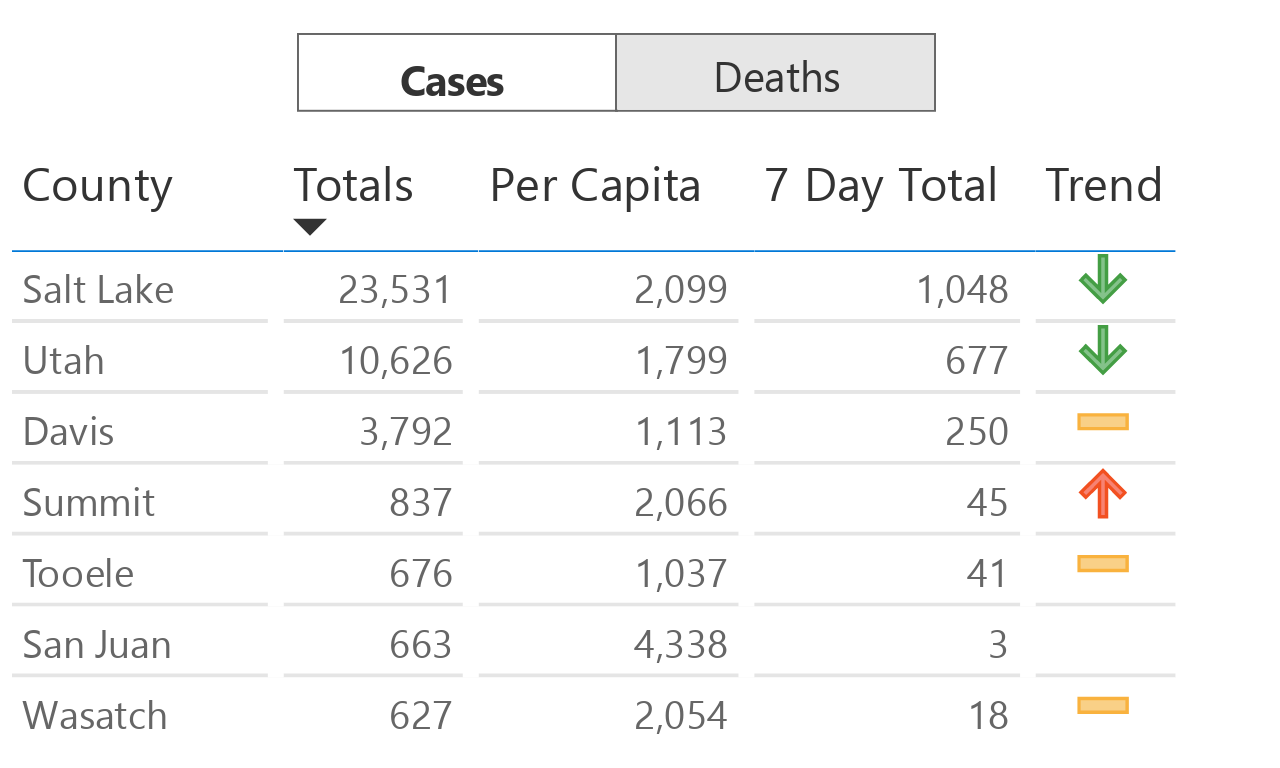 Cases Deaths
County Totals Per Capita 7 Day Total Trend
Salt Lake 23,531 2,099 1,048
Utah 10,626 1,799 677
Davis 3,792 1,113 250
Summit 837 2,066 45
Tooele 676 1,037 41
San Juan 663 4,338 3
Wasatch 627 2,054 18